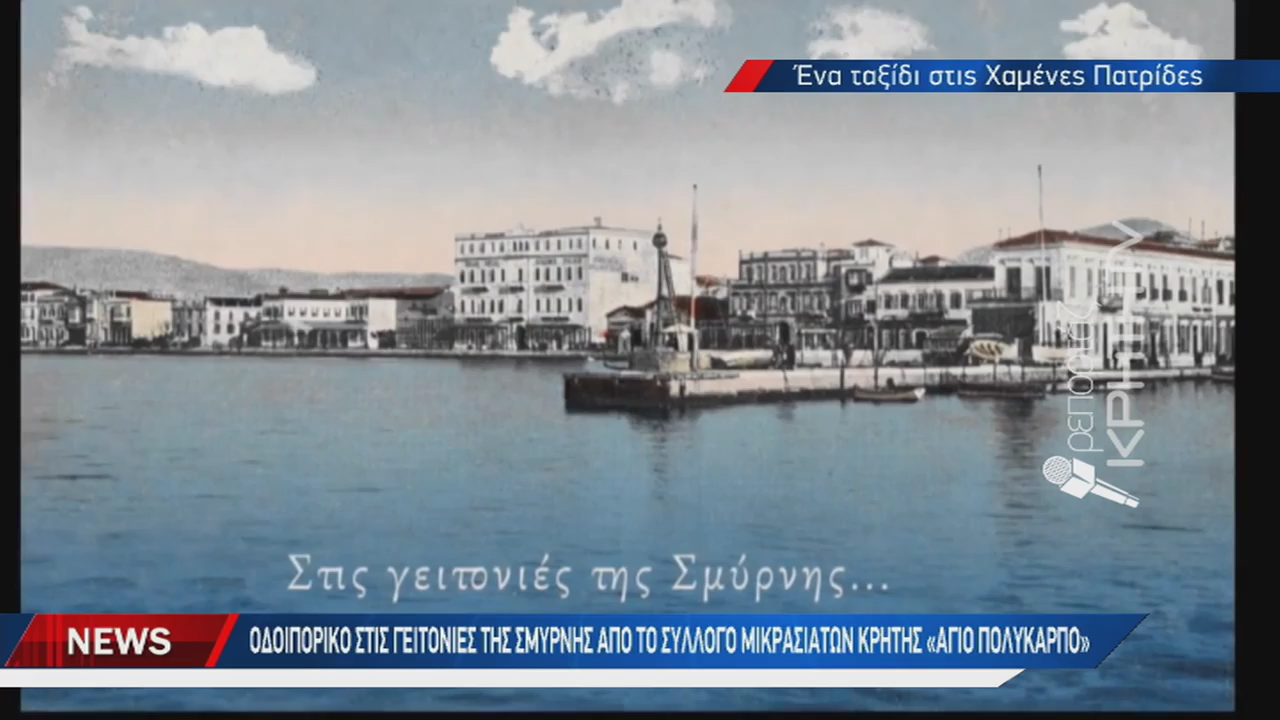 Ένα ταξίδι στις Χαμένες Πατρίδες
ρεπορτάζ
ΚΡΗΤΗ TV
Στις γειτονιές της Σμύρνης...
NEWS
ΟΔΟΙΠΟΡΙΚΟ ΣΤΙΣ ΓΕΙΤΟΝΙΕΣ ΤΗΣ ΣΜΥΡΝΗΣ ΑΠΟ ΤΟ ΣΥΛΛΟΓΟ ΜΙΚΡΑΣΙΑΤΩΝ ΚΡΗΤΗΣ «ΑΓΙΟ ΠΟΛΥΚΑΡΠΟ»